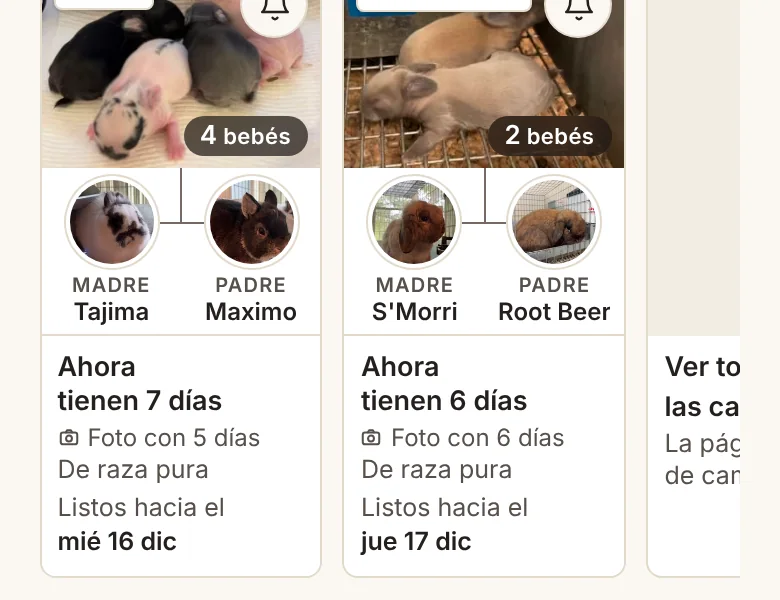 4 bebés
MADRE
Tajima
PADRE
Maximo
Ahora
tienen 7 días
Foto con 5 días
De raza pura
Listos hacia el
mié 16 dic
2 bebés
MADRE
S'Morri
PADRE
Root Beer
Ahora
tienen 6 días
Foto con 6 días
De raza pura
Listos hacia el
jue 17 dic
Ver to
las ca
La pág
de cam